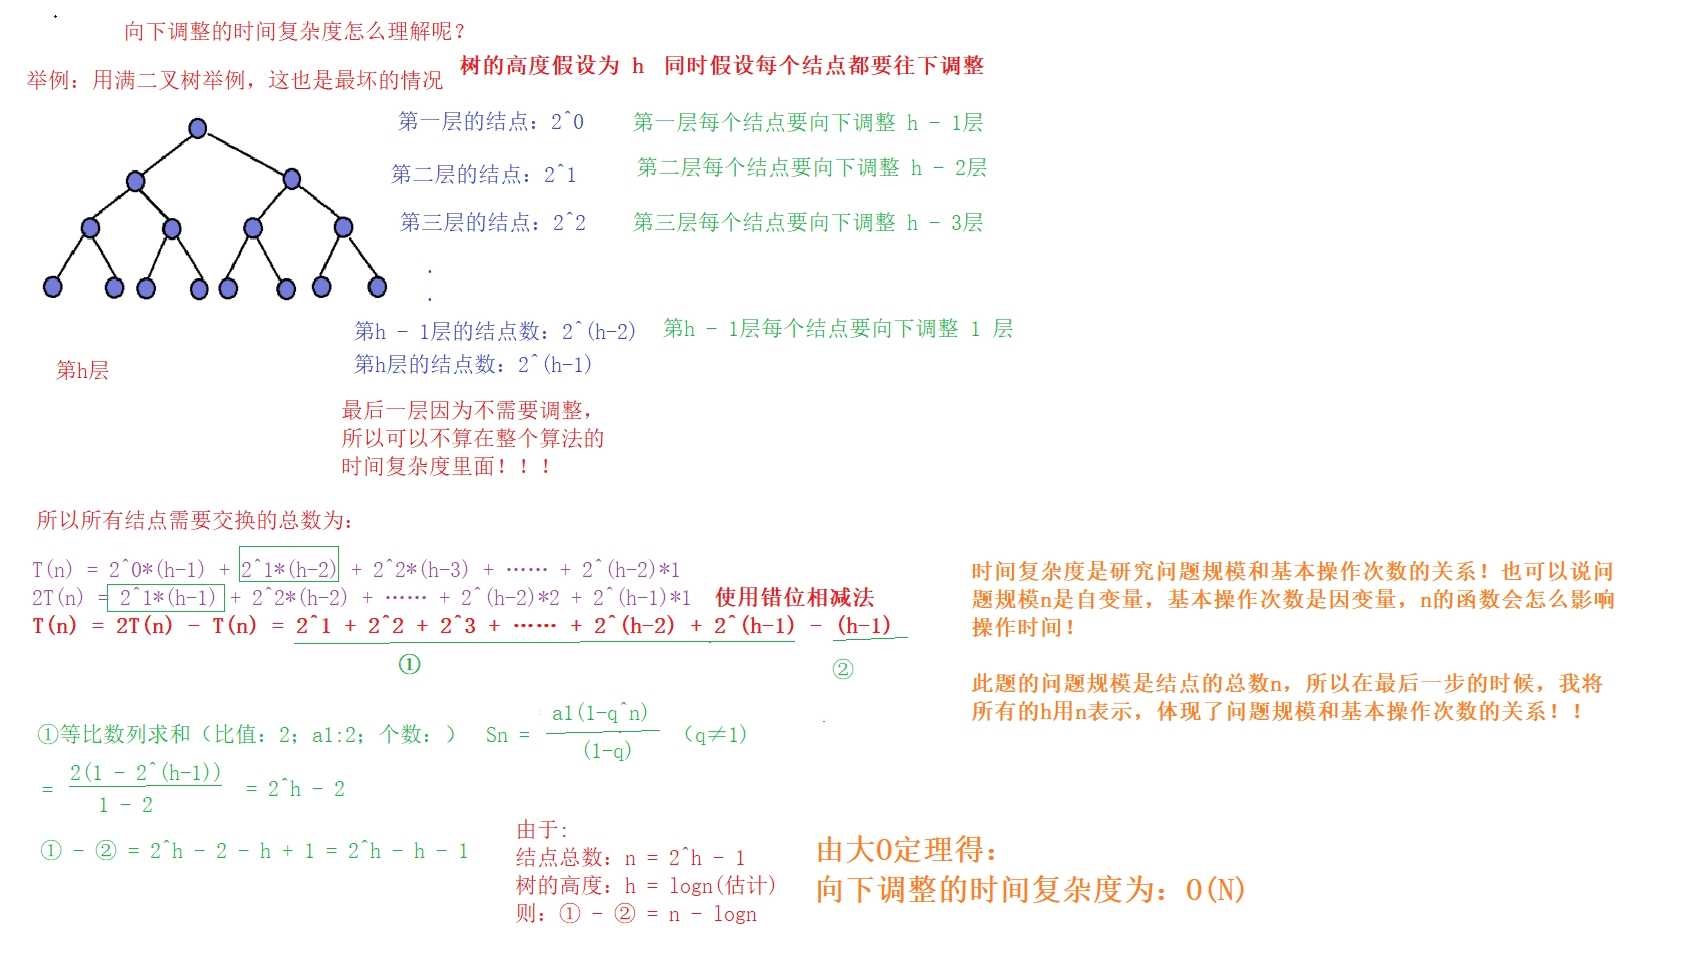 向下调整的时间复杂度怎么理解呢?
举例: 用满二叉树举例, 这也是最坏的情况
树的高度假设为 h 同时假设每个结点都要往下调整
第一层的结点: 2^0 第一层每个结点要向下调整 h - 1层
第二层的结点: 2^1 第二层每个结点要向下调整 h - 2层
第三层的结点: 2^2 第三层每个结点要向下调整 h - 3层
.
.
第h - 1层的结点数: 2^(h-2) 第h - 1层每个结点要向下调整 1 层
第h层的结点数: 2^(h-1)
第h层
最后一层因为不需要调整,
所以可以不算在整个算法的
时间复杂度里面! ! !
所以所有结点需要交换的总数为:
T(n) = 2^0*(h-1) + 2^1*(h-2) + 2^2*(h-3) + …… + 2^(h-2)*1
2T(n) = 2^1*(h-1) + 2^2*(h-2) + …… + 2^(h-2)*2 + 2^(h-1)*1 使用错位相减法
T(n) = 2T(n) - T(n) = 2^1 + 2^2 + 2^3 + …… + 2^(h-2) + 2^(h-1) - (h-1)
① ②
时间复杂度是研究问题规模和基本操作次数的关系! 也可以说问
题规模n是自变量, 基本操作次数是因变量, n的函数会怎么影响
操作时间!
此题的问题规模是结点的总数n, 所以在最后一步的时候, 我将
所有的h用n表示, 体现了问题规模和基本操作次数的关系! !
①等比数列求和 (比值: 2; a1:2; 个数: ) Sn = a1(1-q^n) (q≠1)
(1-q)
= 2(1 - 2^(h-1)) = 2^h - 2
1 - 2
① - ② = 2^h - 2 - h + 1 = 2^h - h - 1
由于:
结点总数: n = 2^h - 1
树的高度: h = logn(估计)
则: ① - ② = n - logn
由大O定理得:
向下调整的时间复杂度为: O(N)